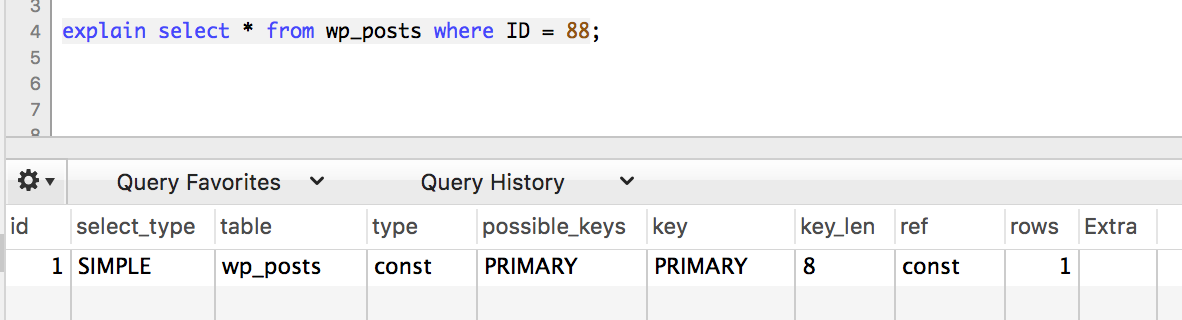 3
4 explain select * from wp_posts where ID = 88;
5
6
7
8
Query Favorites Query History
id select_type table type possible_keys key key_len ref rows Extra
1 SIMPLE wp_posts const PRIMARY PRIMARY 8 const 1